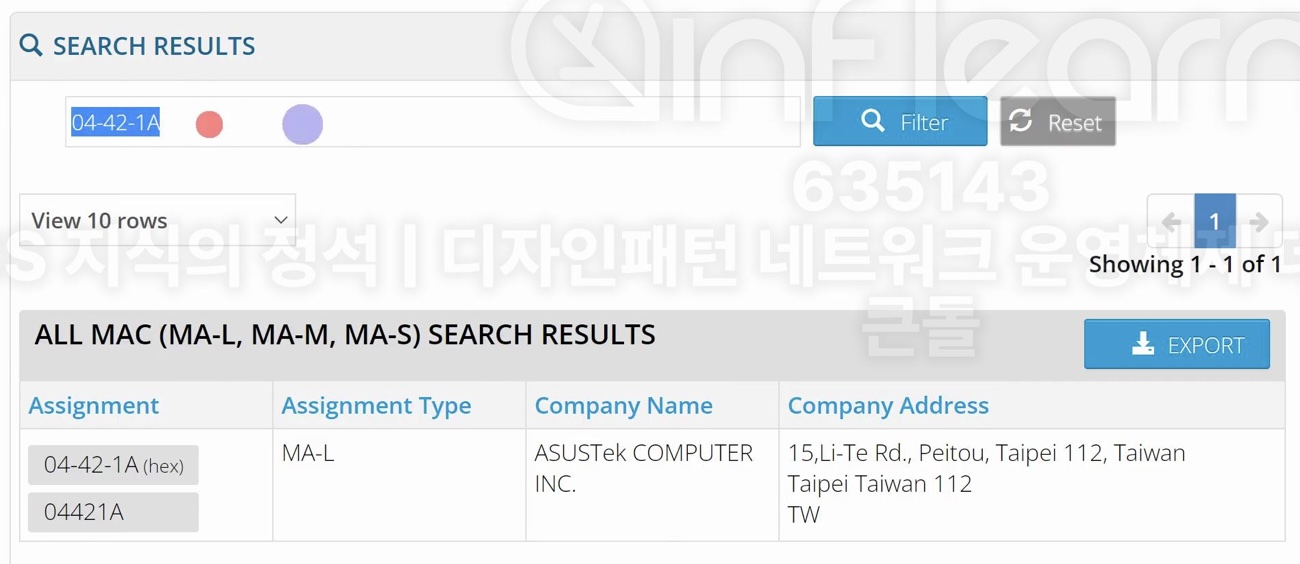 SEARCH RESULTS
inflearn
04-42-1A
Filter
Reset
635143
View 10 rows
1
S 지식의 정석 | 디자인패턴 네트워크 운영체제
Showing 1 - 1 of 1
큰돌
ALL MAC (MA-L, MA-M, MA-S) SEARCH RESULTS
EXPORT
Assignment Assignment Type Company Name Company Address
04-42-1A (hex) MA-L ASUSTek COMPUTER 15,Li-Te Rd., Peitou, Taipei 112, Taiwan
INC. Taipei Taiwan 112
04421A TW